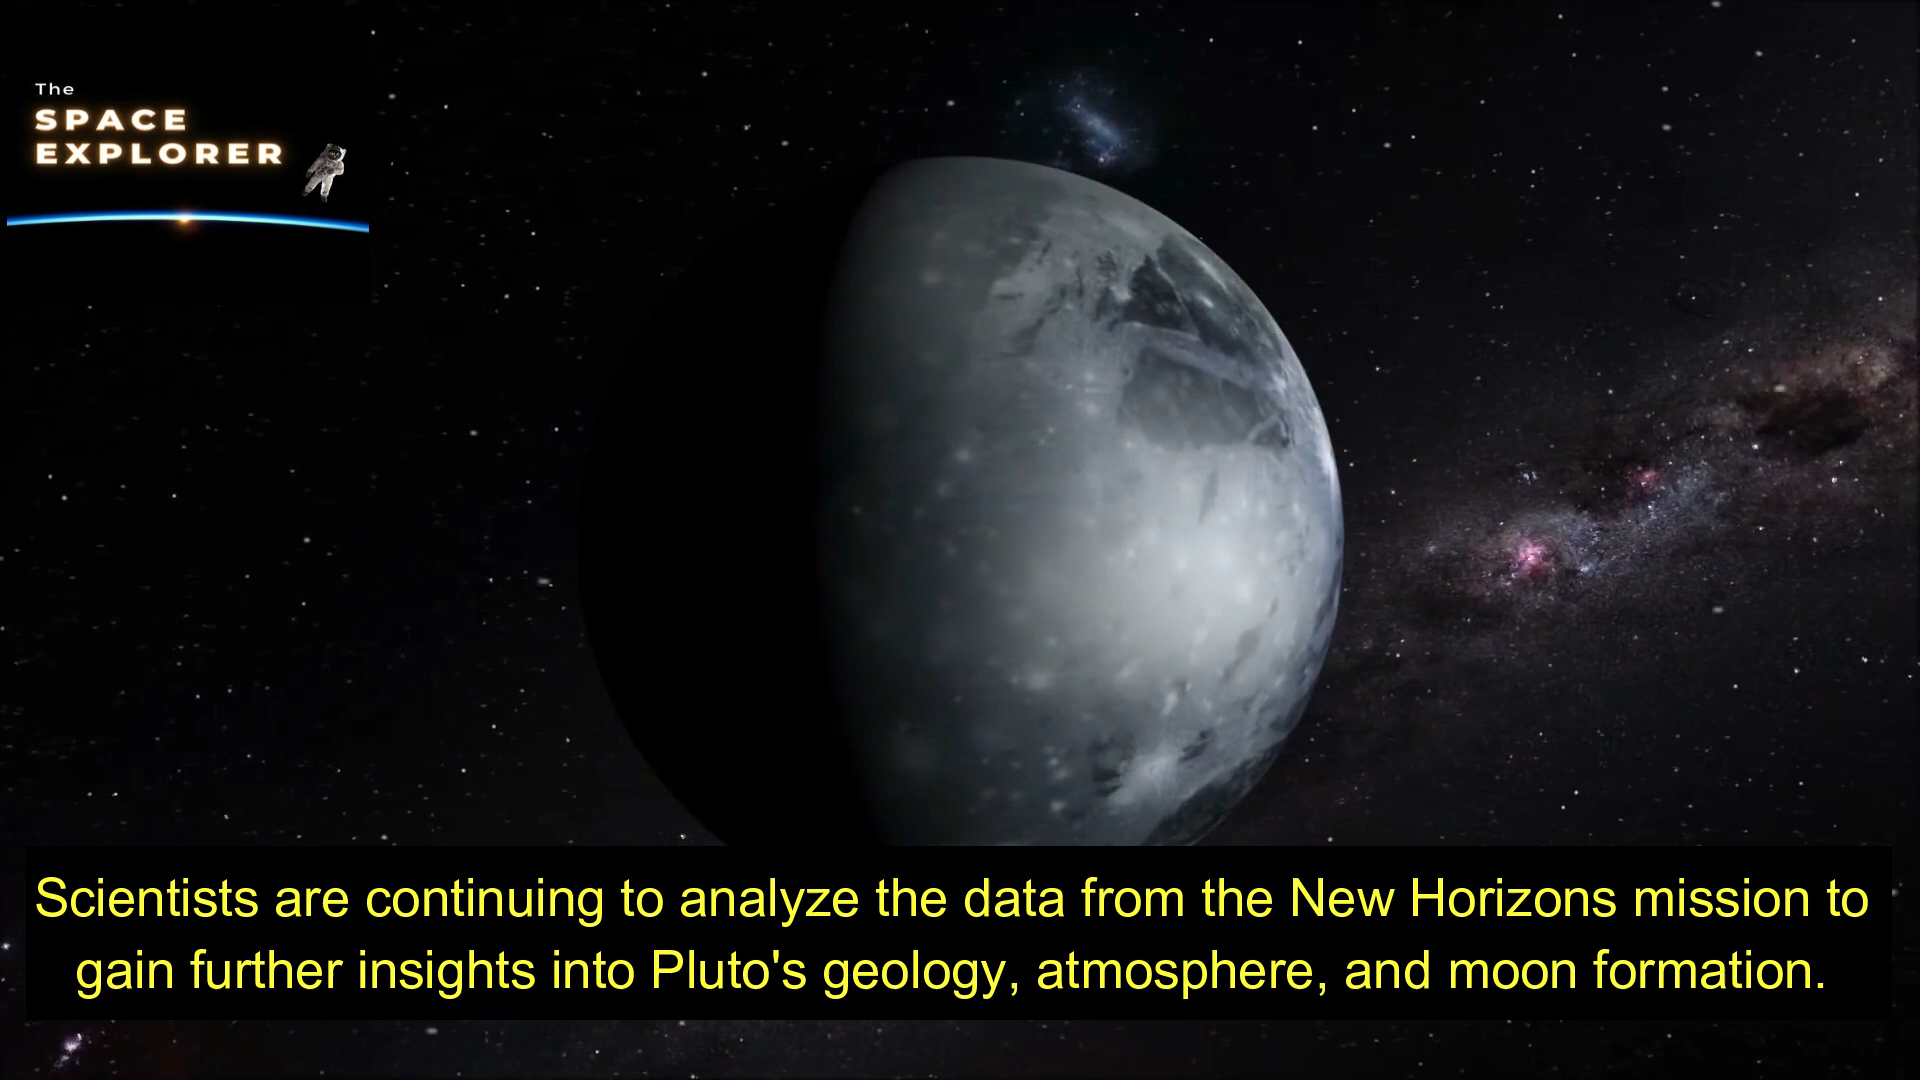 The
SPACE
EXPLORER
Scientists are continuing to analyze the data from the New Horizons mission to
gain further insights into Pluto's geology, atmosphere, and moon formation.